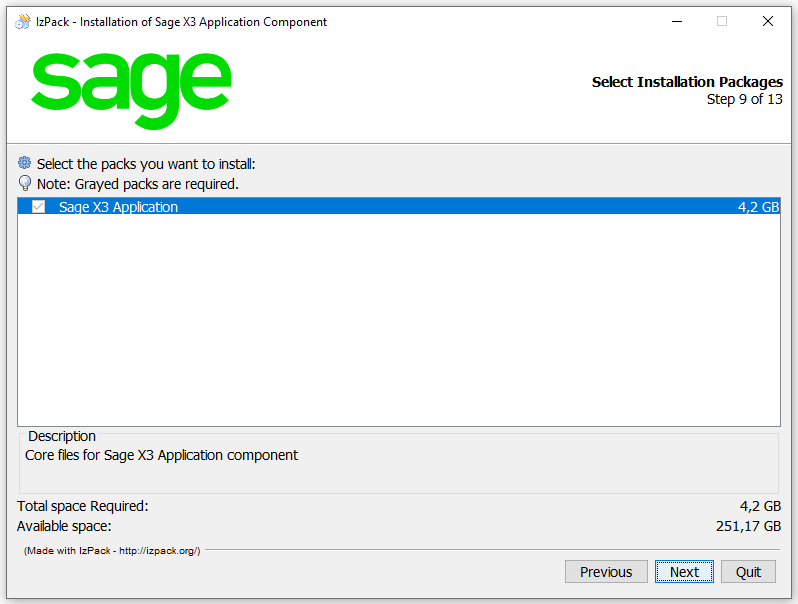 IzPack - Installation of Sage X3 Application Component
sage
Select Installation Packages
Step 9 of 13
Select the packs you want to install:
Note: Grayed packs are required.
Sage X3 Application 4,2 GB
Description
Core files for Sage X3 Application component
Total space Required: 4,2 GB
Available space: 251,17 GB
(Made with IzPack - http://izpack.org/)
Previous Next Quit